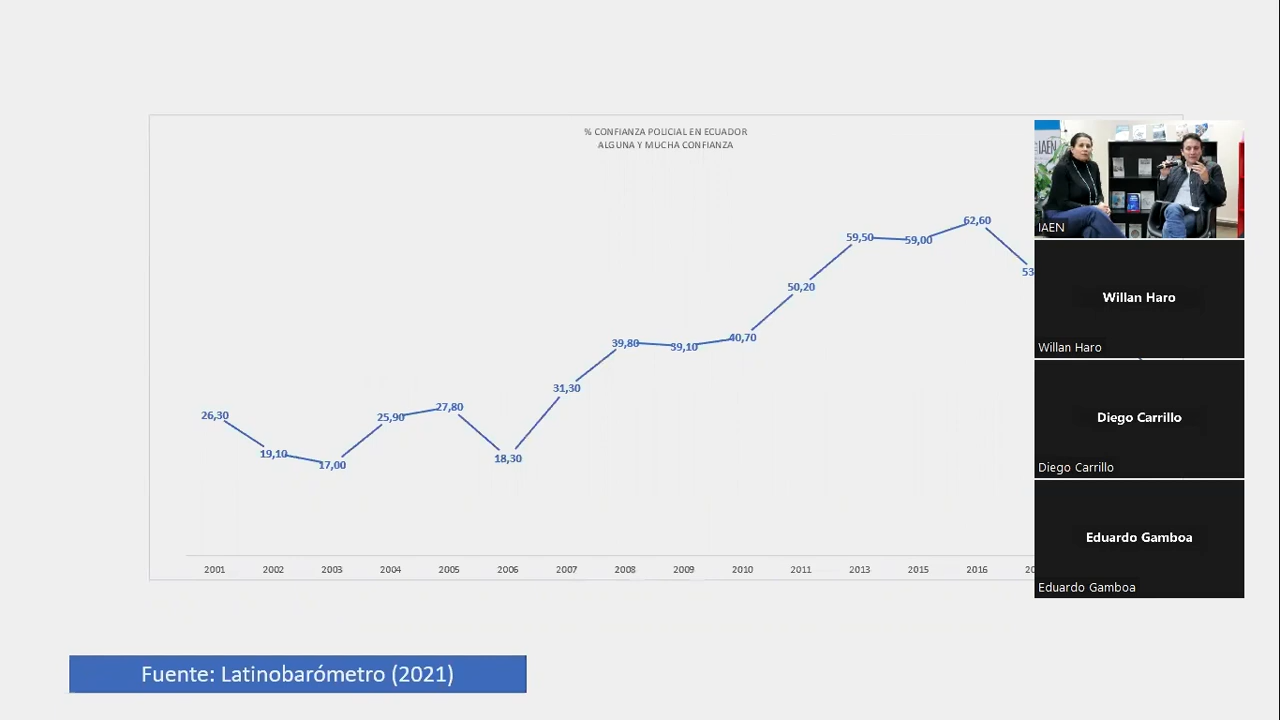 % CONFIANZA POLICIAL EN ECUADOR
ALGUNA Y MUCHA CONFIANZA
26,30
19,10
17,00
25,90
27,80
18,30
31,30
39,80
39,10
40,70
50,20
59,50
59,00
62,60
53
2001
2002
2003
2004
2005
2006
2007
2008
2009
2010
2011
2013
2015
2016
20
Fuente: Latinobarómetro (2021)
IAEN
IAEN
Willan Haro
Willan Haro
Diego Carrillo
Diego Carrillo
Eduardo Gamboa
Eduardo Gamboa